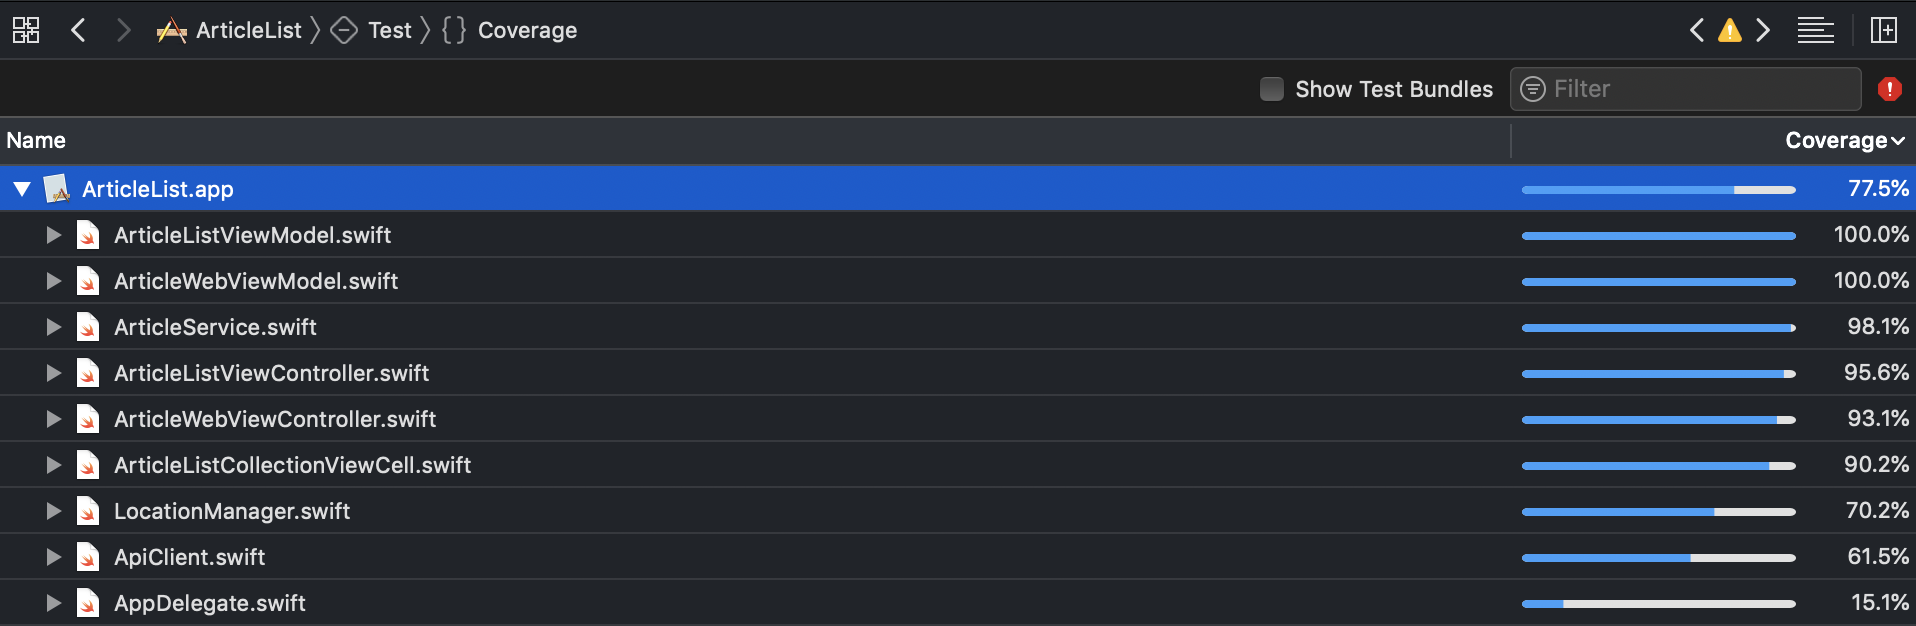 ArticleList Test {} Coverage
Show Test Bundles Filter
Name Coverage
ArticleList.app 77.5%
ArticleListViewModel.swift 100.0%
ArticleWebViewModel.swift 100.0%
ArticleService.swift 98.1%
ArticleListViewController.swift 95.6%
ArticleWebViewController.swift 93.1%
ArticleListCollectionViewCell.swift 90.2%
LocationManager.swift 70.2%
ApiClient.swift 61.5%
AppDelegate.swift 15.1%